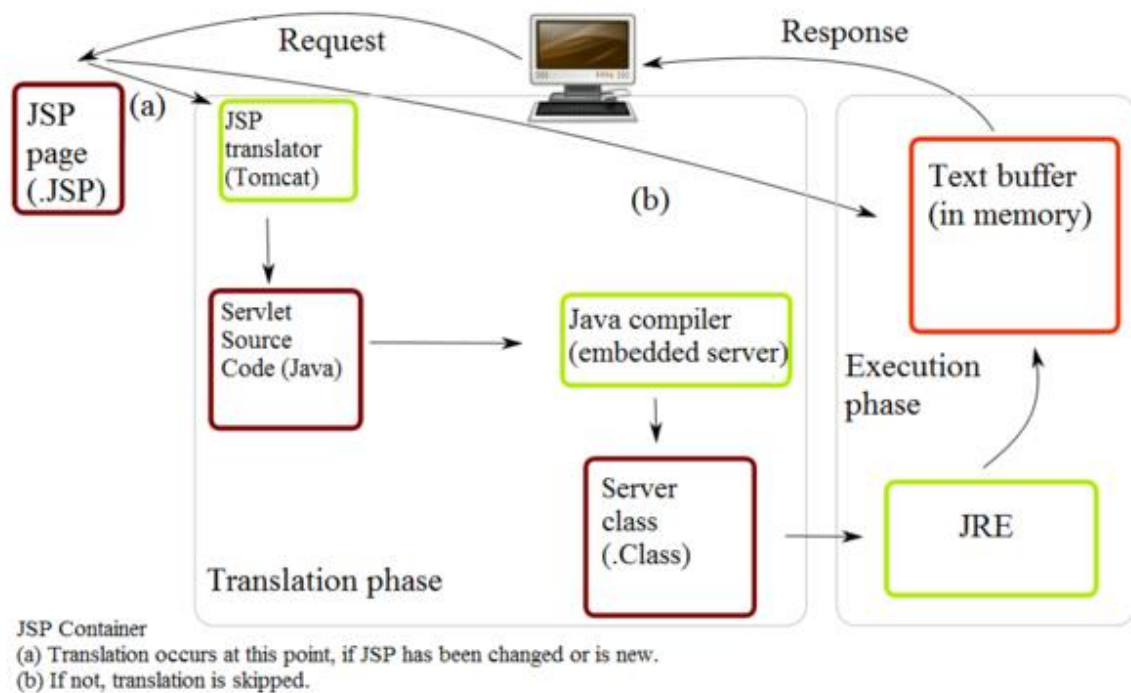 Request
Response
JSP
page
(.JSP)
(a)
JSP
translator
(Tomcat)
(b)
Text buffer
(in memory)
Servlet
Source
Code (Java)
Java compiler
(embedded server)
Execution
phase
Server
class
(.Class)
JRE
Translation phase
JSP Container
(a) Translation occurs at this point, if JSP has been changed or is new.
(b) If not, translation is skipped.